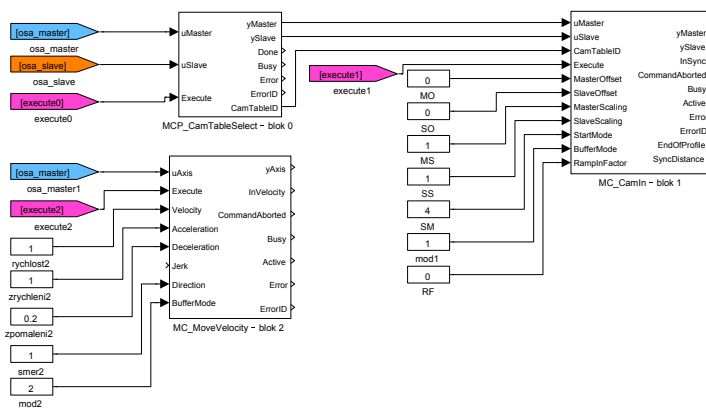 [osa_master]
osa_master
[osa_slave]
osa_slave
[execute0]
execute0
uMaster
uSlave
Execute
yMaster
ySlave
Done
Busy
Error
ErrorID
CamTableID
MCP_CamTableSelect − blok 0
[execute1]
execute1
0
MO
0
SO
1
MS
1
SS
4
SM
1
mod1
0
RF
uMaster
uSlave
CamTableID
Execute
MasterOffset
SlaveOffset
MasterScaling
SlaveScaling
StartMode
BufferMode
RampInFactor
yMaster
ySlave
InSync
CommandAborted
Busy
Active
Error
ErrorID
EndOfProfile
SyncDistance
MC_CamIn − blok 1
[osa_master]
osa_master1
[execute2]
execute2
1
rychlost2
1
zrychleni2
0.2
zpomaleni2
1
smer2
2
mod2
uAxis
Execute
Velocity
Acceleration
Deceleration
Jerk
Direction
BufferMode
yAxis
InVelocity
CommandAborted
Busy
Active
Error
ErrorID
MC_MoveVelocity − blok 2